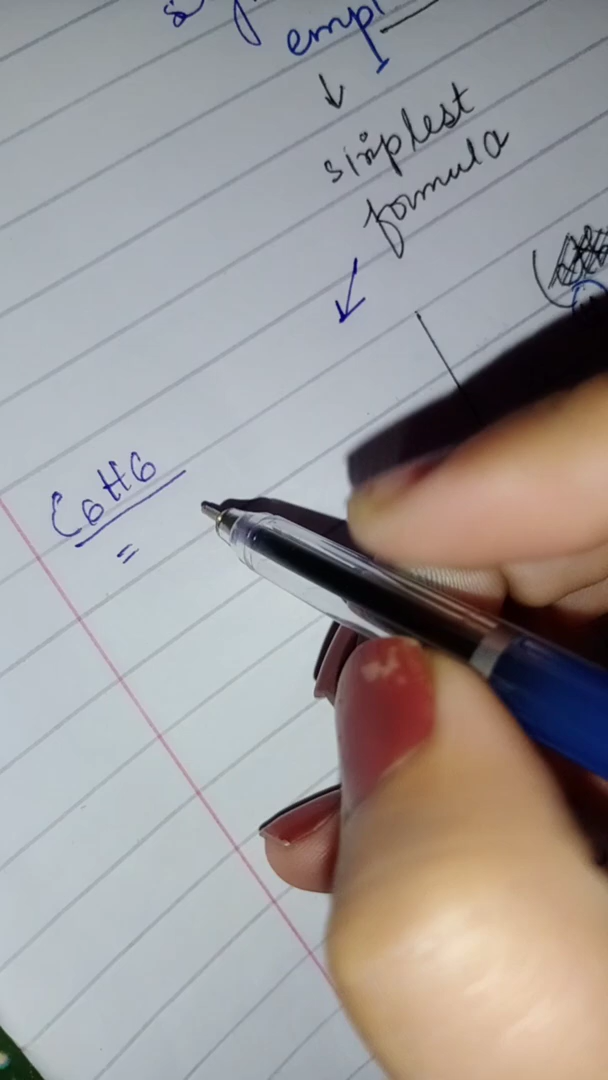 empi
↓
simplest
formula
↙
C6H6
=